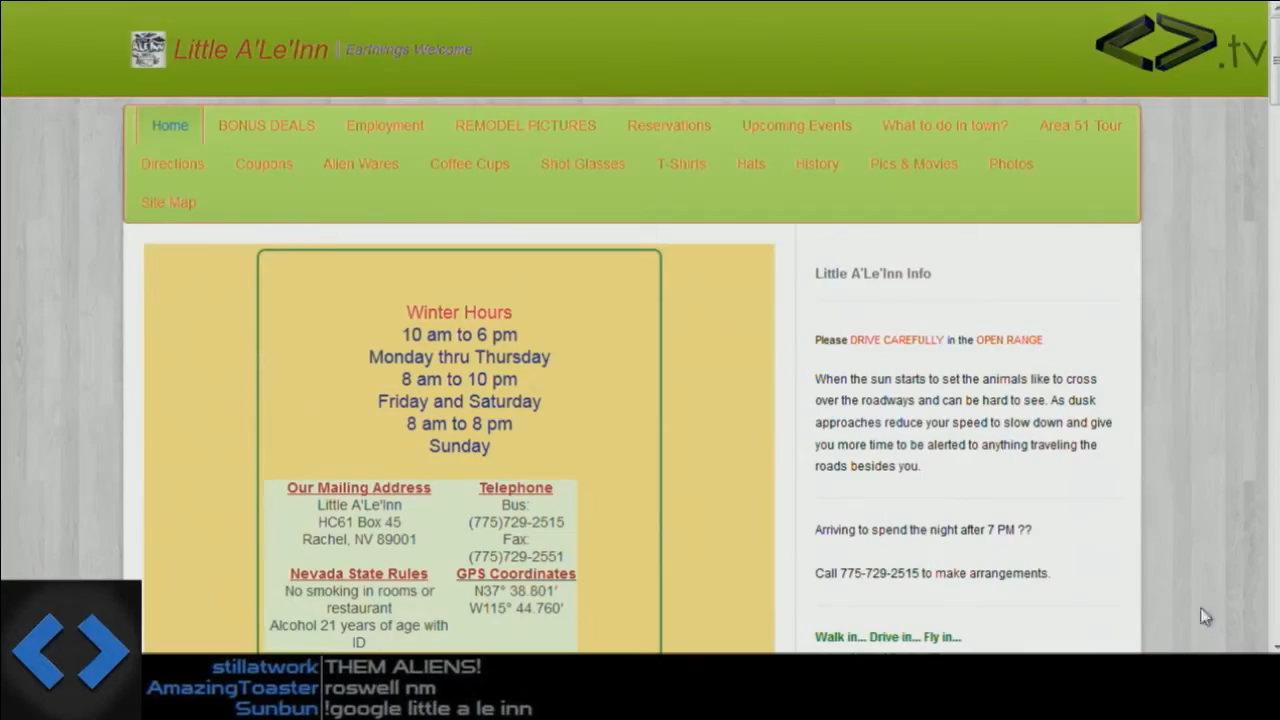 Little A'Le'Inn | Earthlings Welcome
.tv
Home BONUS DEALS Employment REMODEL PICTURES Reservations Upcoming Events What to do in town? Area 51 Tour
Directions Coupons Alien Wares Coffee Cups Shot Glasses T-Shirts Hats History Pics & Movies Photos
Site Map
Winter Hours
10 am to 6 pm
Monday thru Thursday
8 am to 10 pm
Friday and Saturday
8 am to 8 pm
Sunday
Our Mailing Address
Little A'Le'Inn
HC61 Box 45
Rachel, NV 89001
Telephone
Bus:
(775)729-2515
Fax:
(775)729-2551
Nevada State Rules
No smoking in rooms or
restaurant
Alcohol 21 years of age with
ID
GPS Coordinates
N37° 38.801'
W115° 44.760'
Little A'Le'Inn Info
Please DRIVE CAREFULLY in the OPEN RANGE
When the sun starts to set the animals like to cross
over the roadways and can be hard to see. As dusk
approaches reduce your speed to slow down and give
you more time to be alerted to anything traveling the
roads besides you.
Arriving to spend the night after 7 PM ??
Call 775-729-2515 to make arrangements.
Walk in... Drive in... Fly in...
stillatwork THEM ALIENS!
AmazingToaster roswell nm
Sunbun !google little a le inn